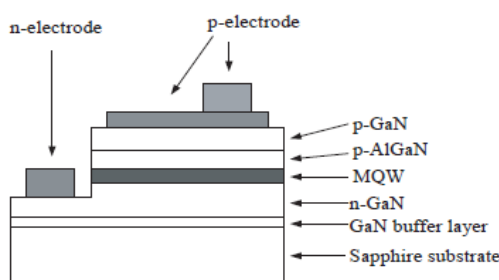 n-electrode
p-electrode
p-GaN
p-AlGaN
MQW
n-GaN
GaN buffer layer
Sapphire substrate